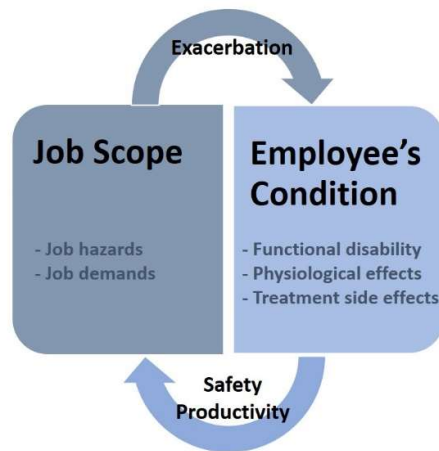 Exacerbation
Job Scope
- Job hazards
- Job demands
Employee's
Condition
- Functional disability
- Physiological effects
- Treatment side effects
Safety
Productivity